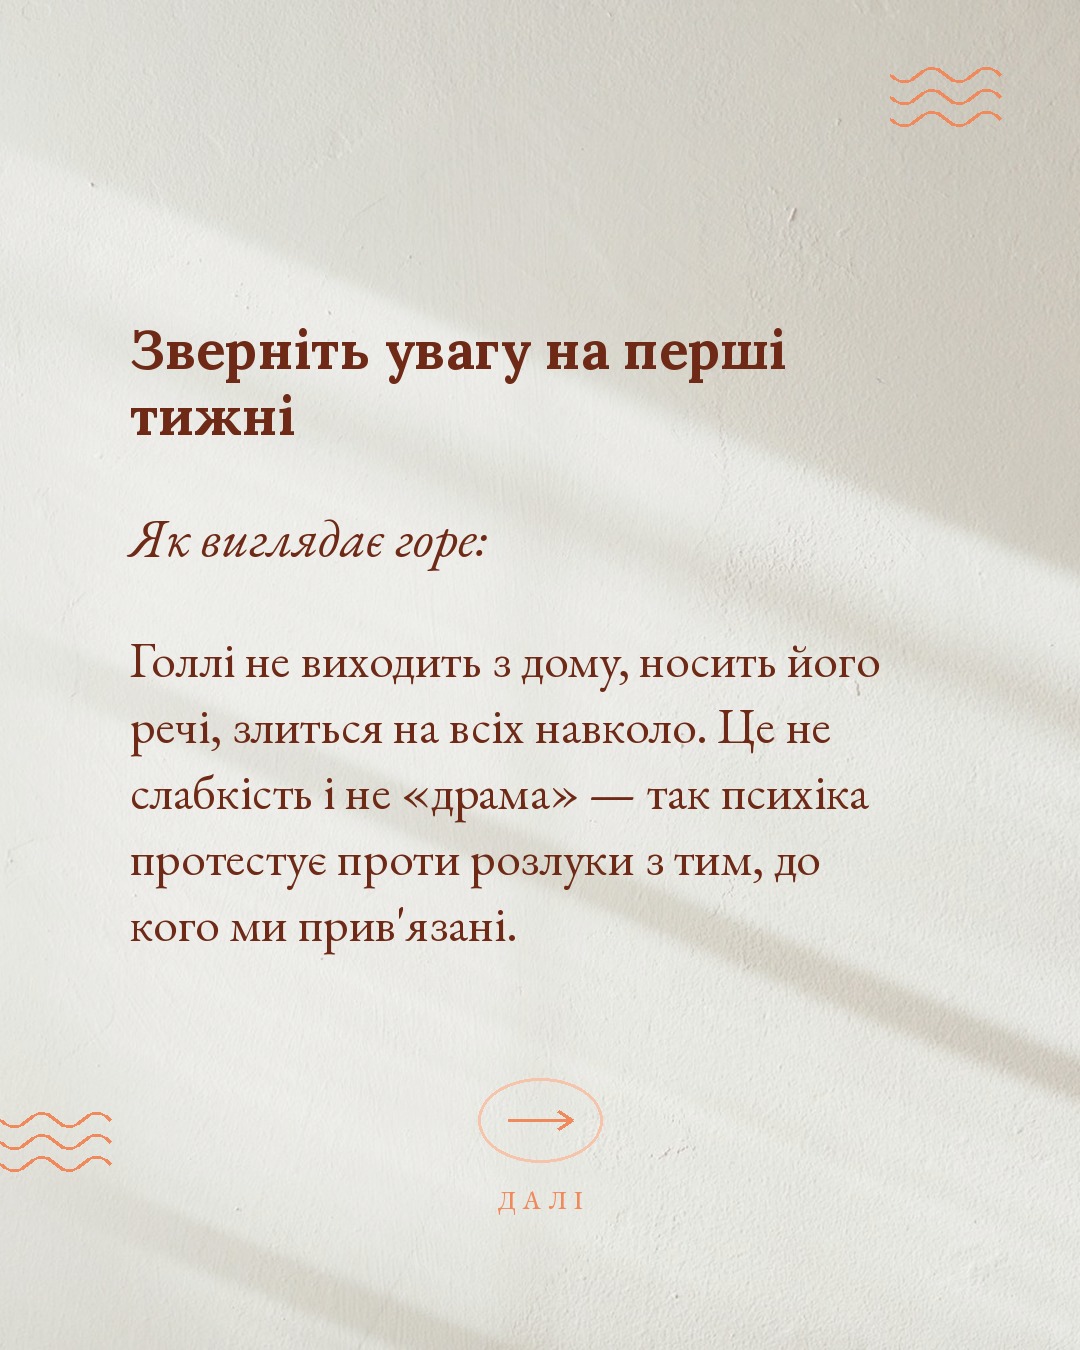 Зверніть увагу на перші
тижні
Як виглядає горе:
Голлі не виходить з дому, носить його
речі, злиться на всіх навколо. Це не
слабкість і не «драма» — так психіка
протестує проти розлуки з тим, до
кого ми прив'язані.
ДАЛІ